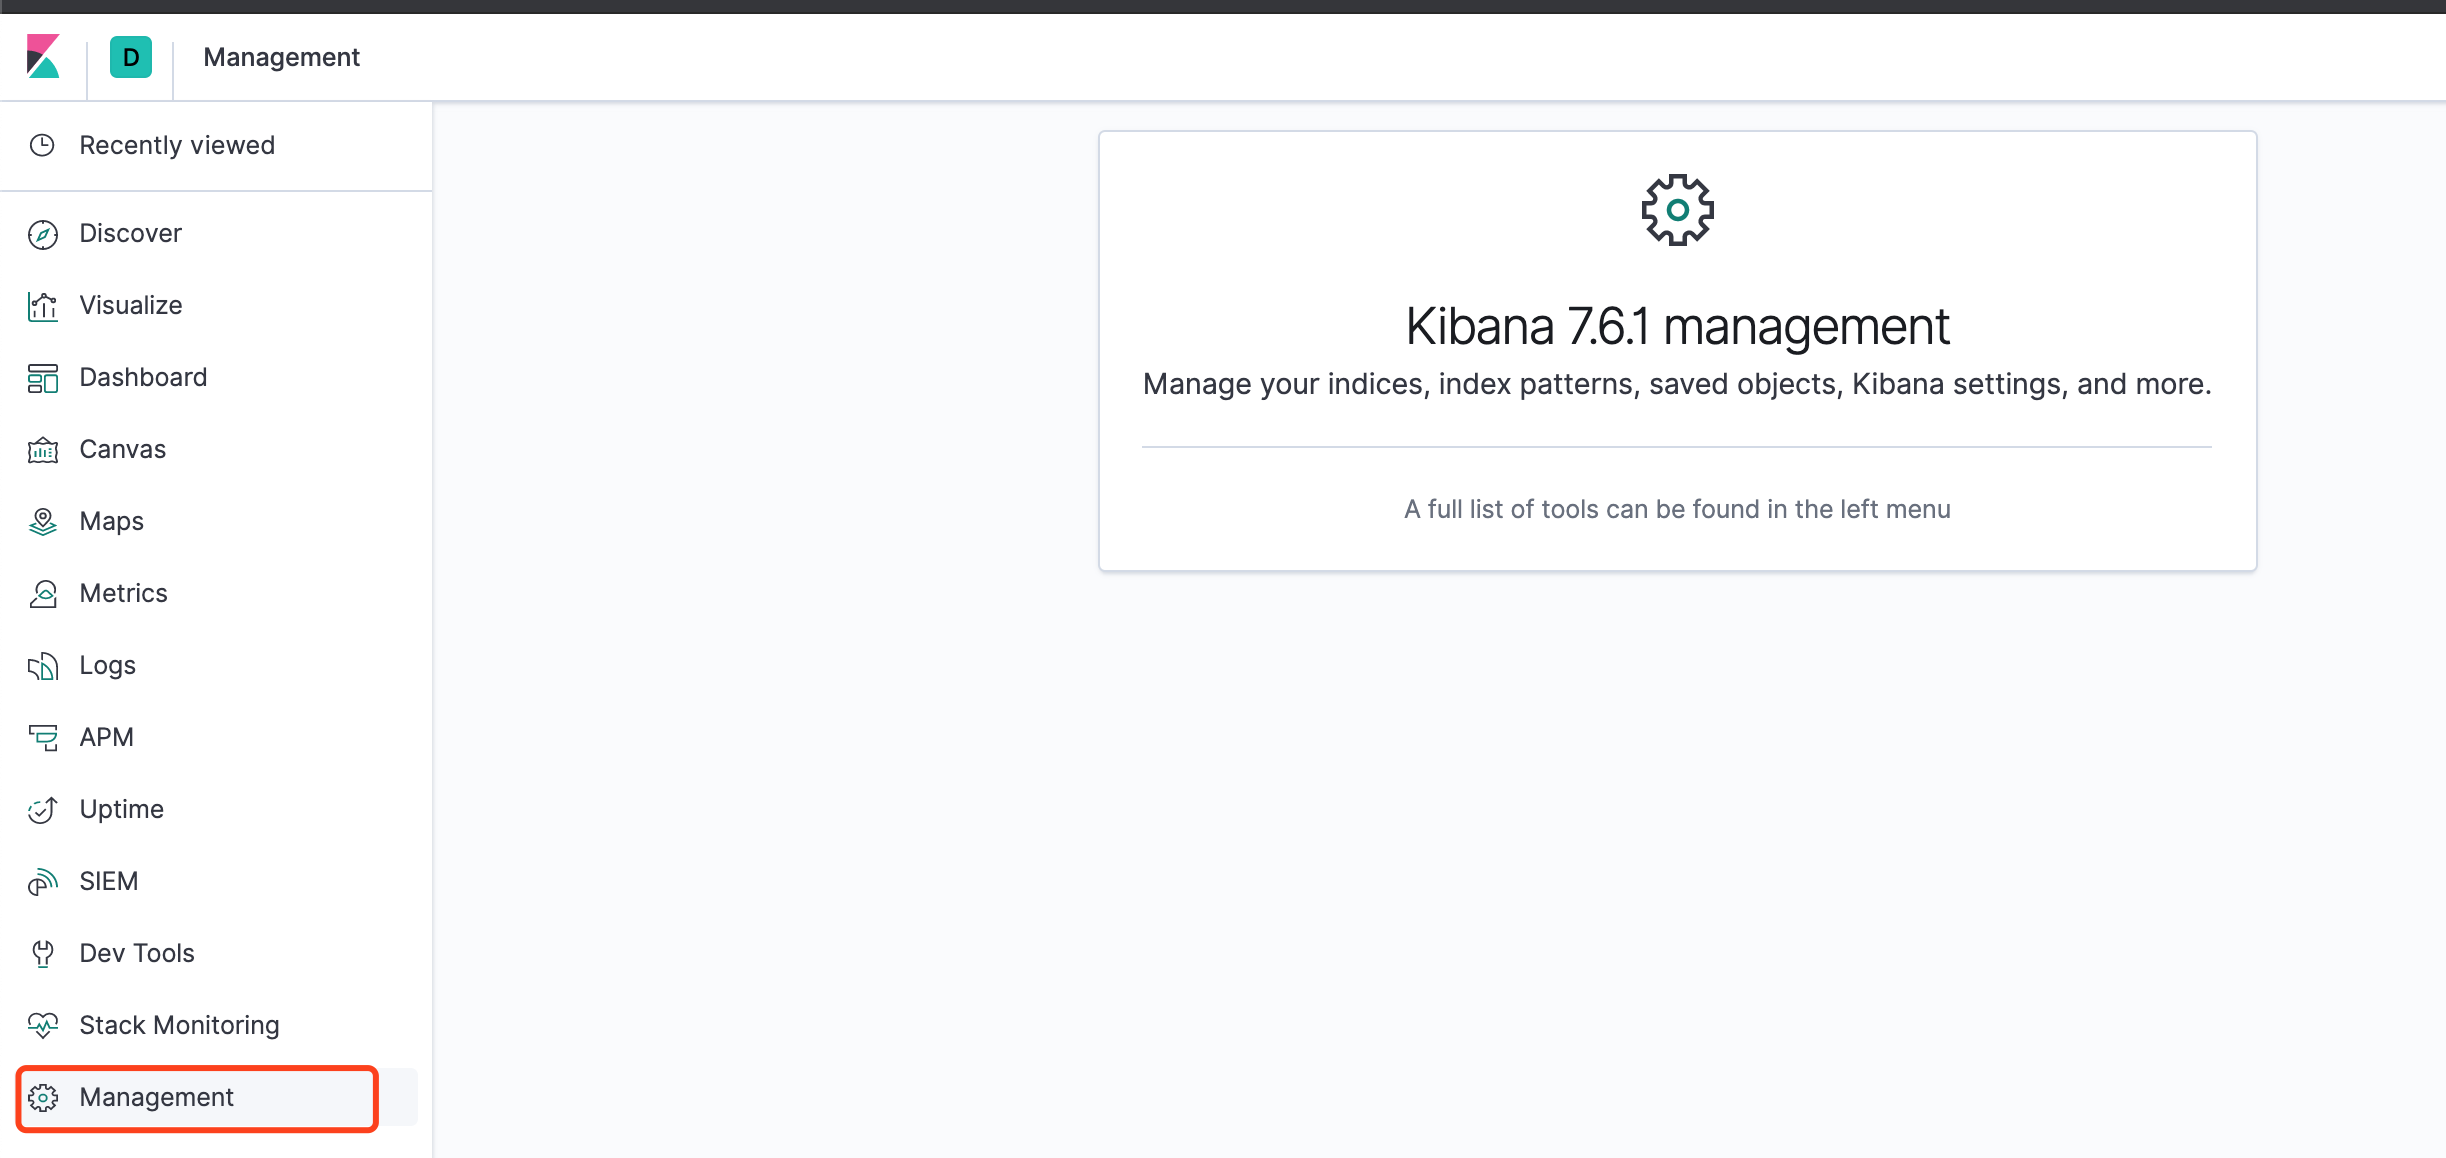 D
Management
Recently viewed
Discover
Visualize
Dashboard
Canvas
Maps
Metrics
Logs
APM
Uptime
SIEM
Dev Tools
Stack Monitoring
Management
Kibana 7.6.1 management
Manage your indices, index patterns, saved objects, Kibana settings, and more.
A full list of tools can be found in the left menu